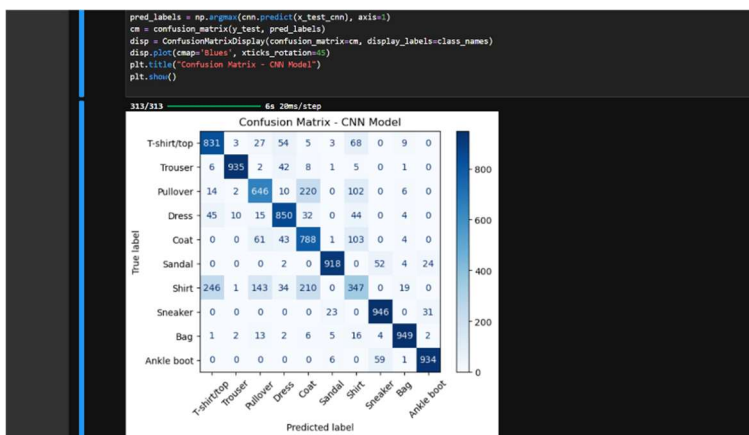 pred_labels = np.argmax(cnn.predict(x_test_cnn), axis=1)
cm = confusion_matrix(y_test, pred_labels)
disp = ConfusionMatrixDisplay(confusion_matrix=cm, display_labels=class_names)
disp.plot(cmap='Blues', xticks_rotation=45)
plt.title("Confusion Matrix - CNN Model")
plt.show()
313/313 6s 20ms/step
Confusion Matrix - CNN Model
T-shirt/top 831 3 27 54 5 3 68 0 9 0
Trouser 6 935 2 42 8 1 5 0 1 0
Pullover 14 2 646 10 220 0 102 0 6 0
Dress 45 10 15 850 32 0 44 0 4 0
Coat 0 0 61 43 788 1 103 0 4 0
Sandal 0 0 0 2 0 918 0 52 4 24
Shirt 246 1 143 34 210 0 347 0 19 0
Sneaker 0 0 0 0 0 23 0 946 0 31
Bag 1 2 13 2 6 5 16 4 949 2
Ankle boot 0 0 0 0 0 6 0 59 1 934
T-shirt/top Trouser Pullover Dress Coat Sandal Shirt Sneaker Bag Ankle boot
True label
Predicted label
800
600
400
200
0